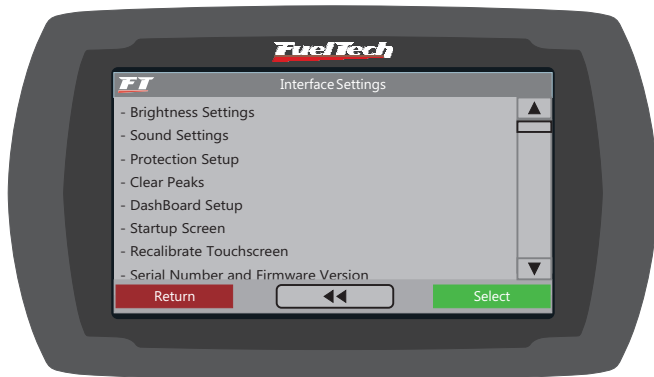 FuelTech
FT Interface Settings
- Brightness Settings
- Sound Settings
- Protection Setup
- Clear Peaks
- DashBoard Setup
- Startup Screen
- Recalibrate Touchscreen
- Serial Number and Firmware Version
Return Select